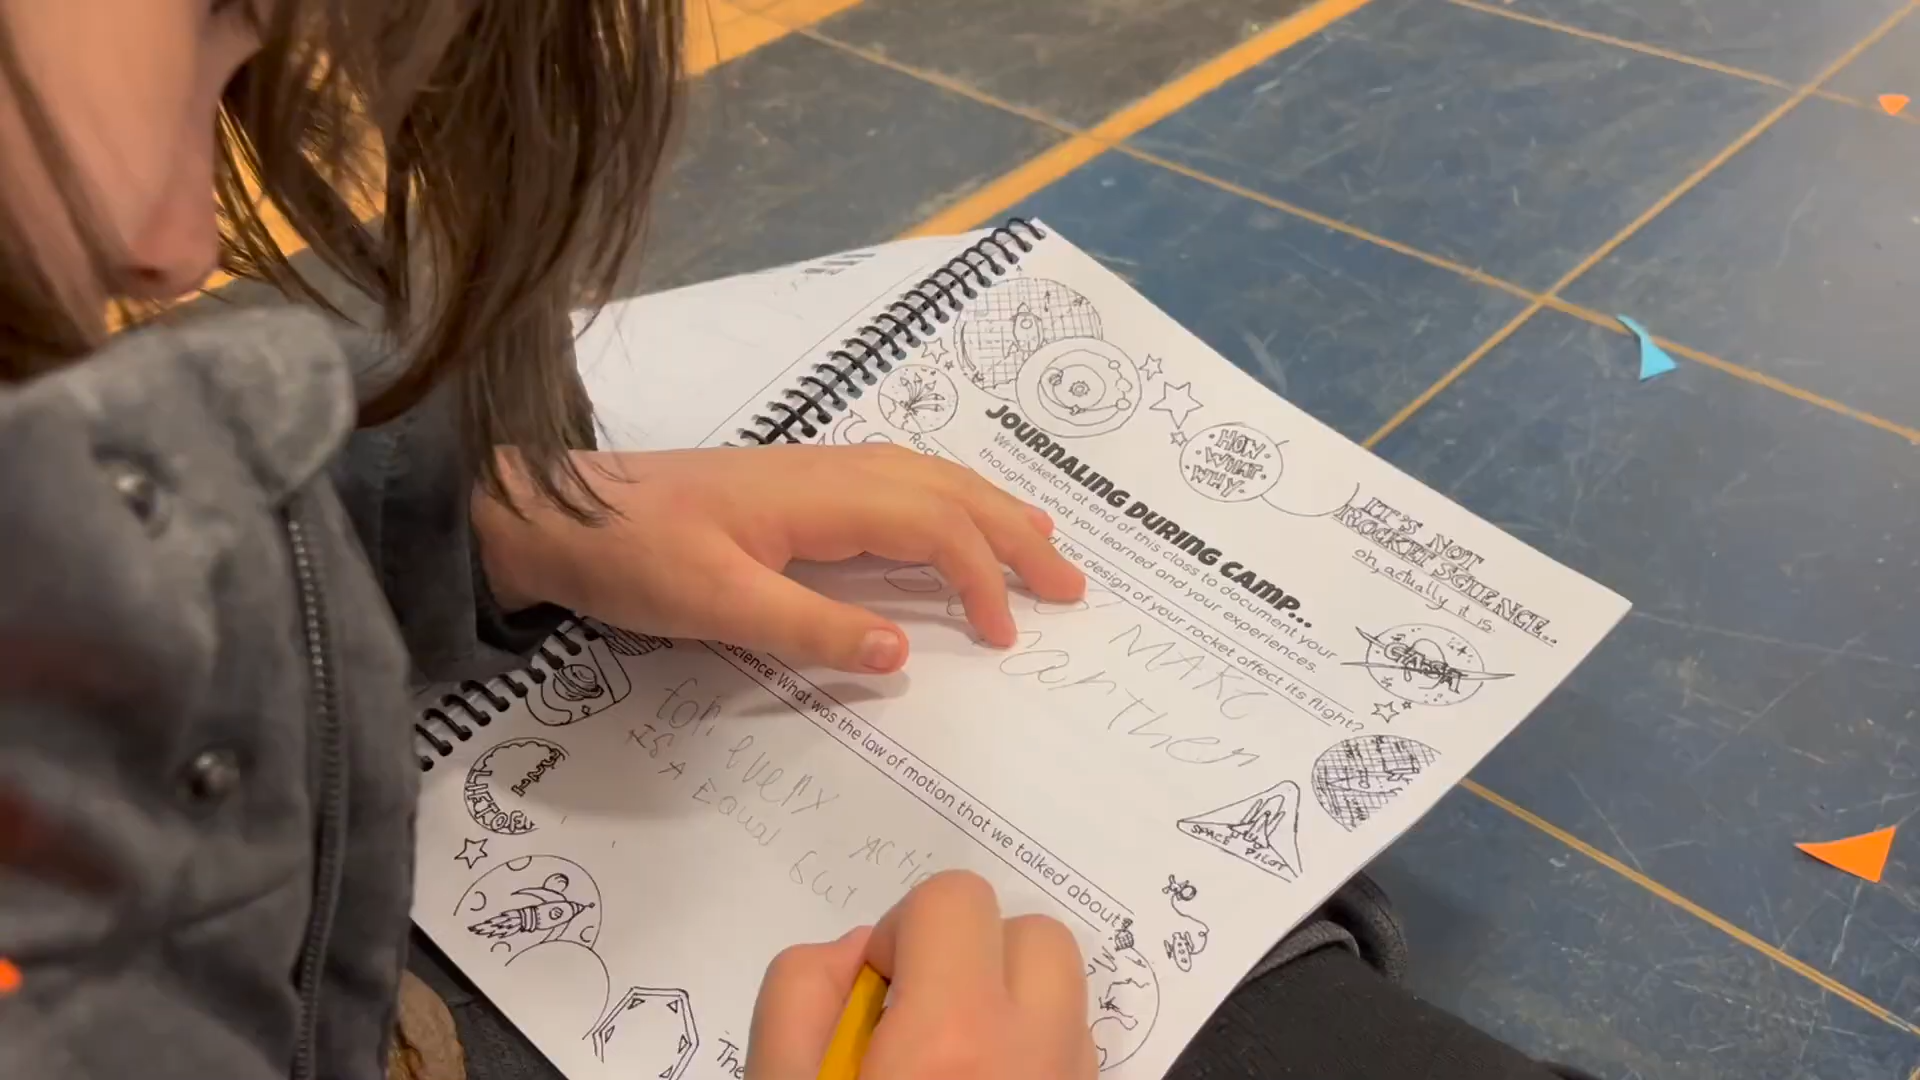 HOW
WHAT
WHY
IT'S NOT
ROCKET SCIENCE...
oh, actually it is.
JOURNALING DURING CAMP...
Write/sketch at end of this class to document your
thoughts, what you learned and your experiences.
Rock
d the design of your rocket affect its flight?
MAKE
farther
SPACE PILOT
Science: What was the law of motion that we talked about?
for every Actio
IS A Equal but
The